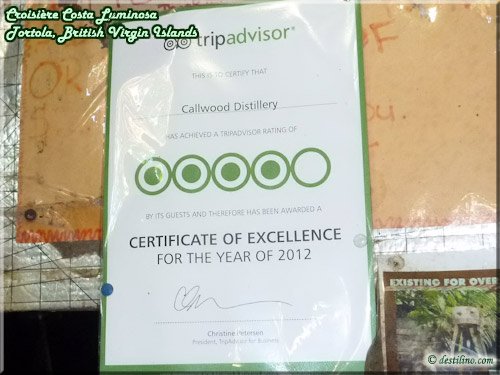 Croisière Costa Luminosa
Tortola, British Virgin Islands
tripadvisor®
THIS IS TO CERTIFY THAT
Callwood Distillery
HAS ACHIEVED A TRIPADVISOR RATING OF
BY ITS GUESTS AND THEREFORE HAS BEEN AWARDED A
CERTIFICATE OF EXCELLENCE
FOR THE YEAR OF 2012
Christine Petersen
President, TripAdvisor for Business
EXISTING FOR OVER
© destilino.com